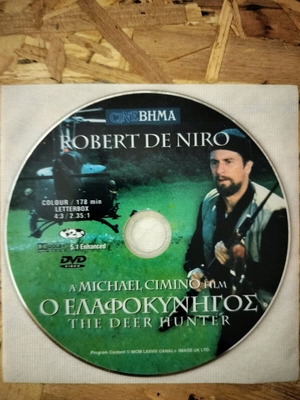 CINE ΒΗΜΑ
ROBERT DE NIRO
COLOUR / 178 min
LETTERBOX
4:3 / 2.35:1
5.1 Enhanced
DVD
VIDEO
A MICHAEL CIMINO FILM
Ο ΕΛΑΦΟΚΥΝΗΓΟΣ
THE DEER HUNTER